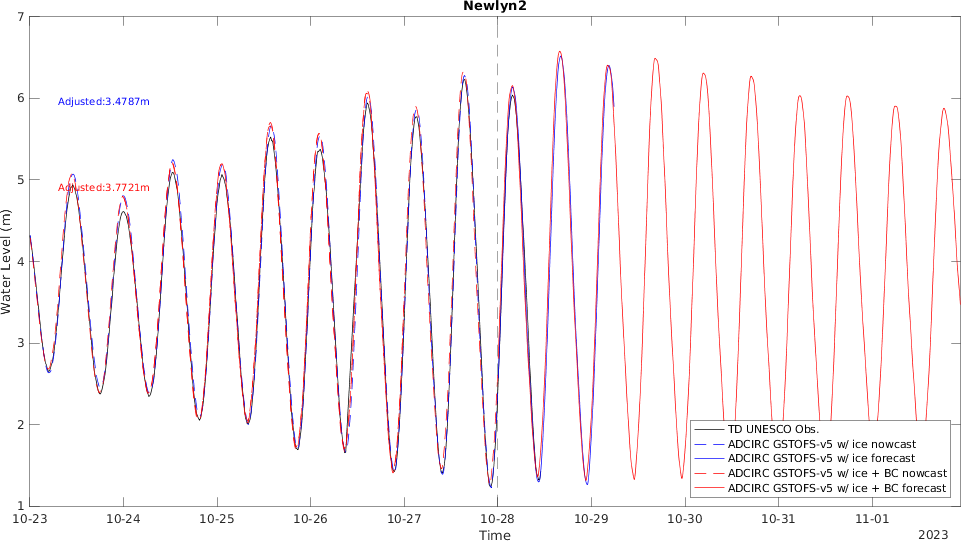 Newlyn2
7
6
5
4
3
2
1
Water Level (m)
Adjusted:3.4787m
Adjusted:3.7721m
TD UNESCO Obs.
ADCIRC GSTOFS-v5 w/ ice nowcast
ADCIRC GSTOFS-v5 w/ ice forecast
ADCIRC GSTOFS-v5 w/ ice + BC nowcast
ADCIRC GSTOFS-v5 w/ ice + BC forecast
10-23 10-24 10-25 10-26 10-27 10-28 10-29 10-30 10-31 11-01
Time
2023